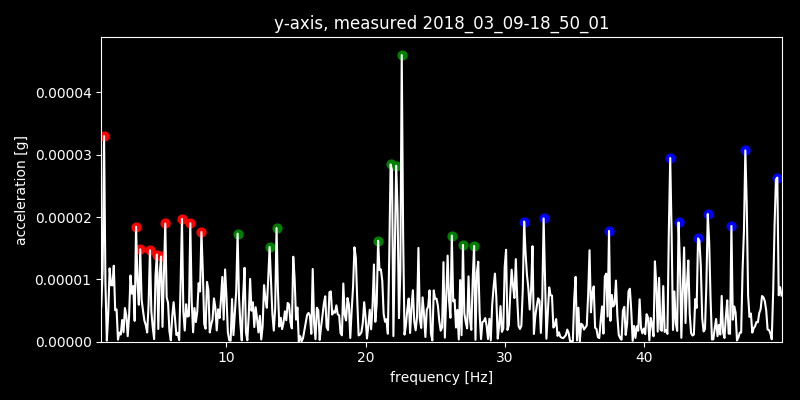 y-axis, measured 2018_03_09-18_50_01
acceleration [g]
0.00004
0.00003
0.00002
0.00001
0.00000
10 20 30 40
frequency [Hz]